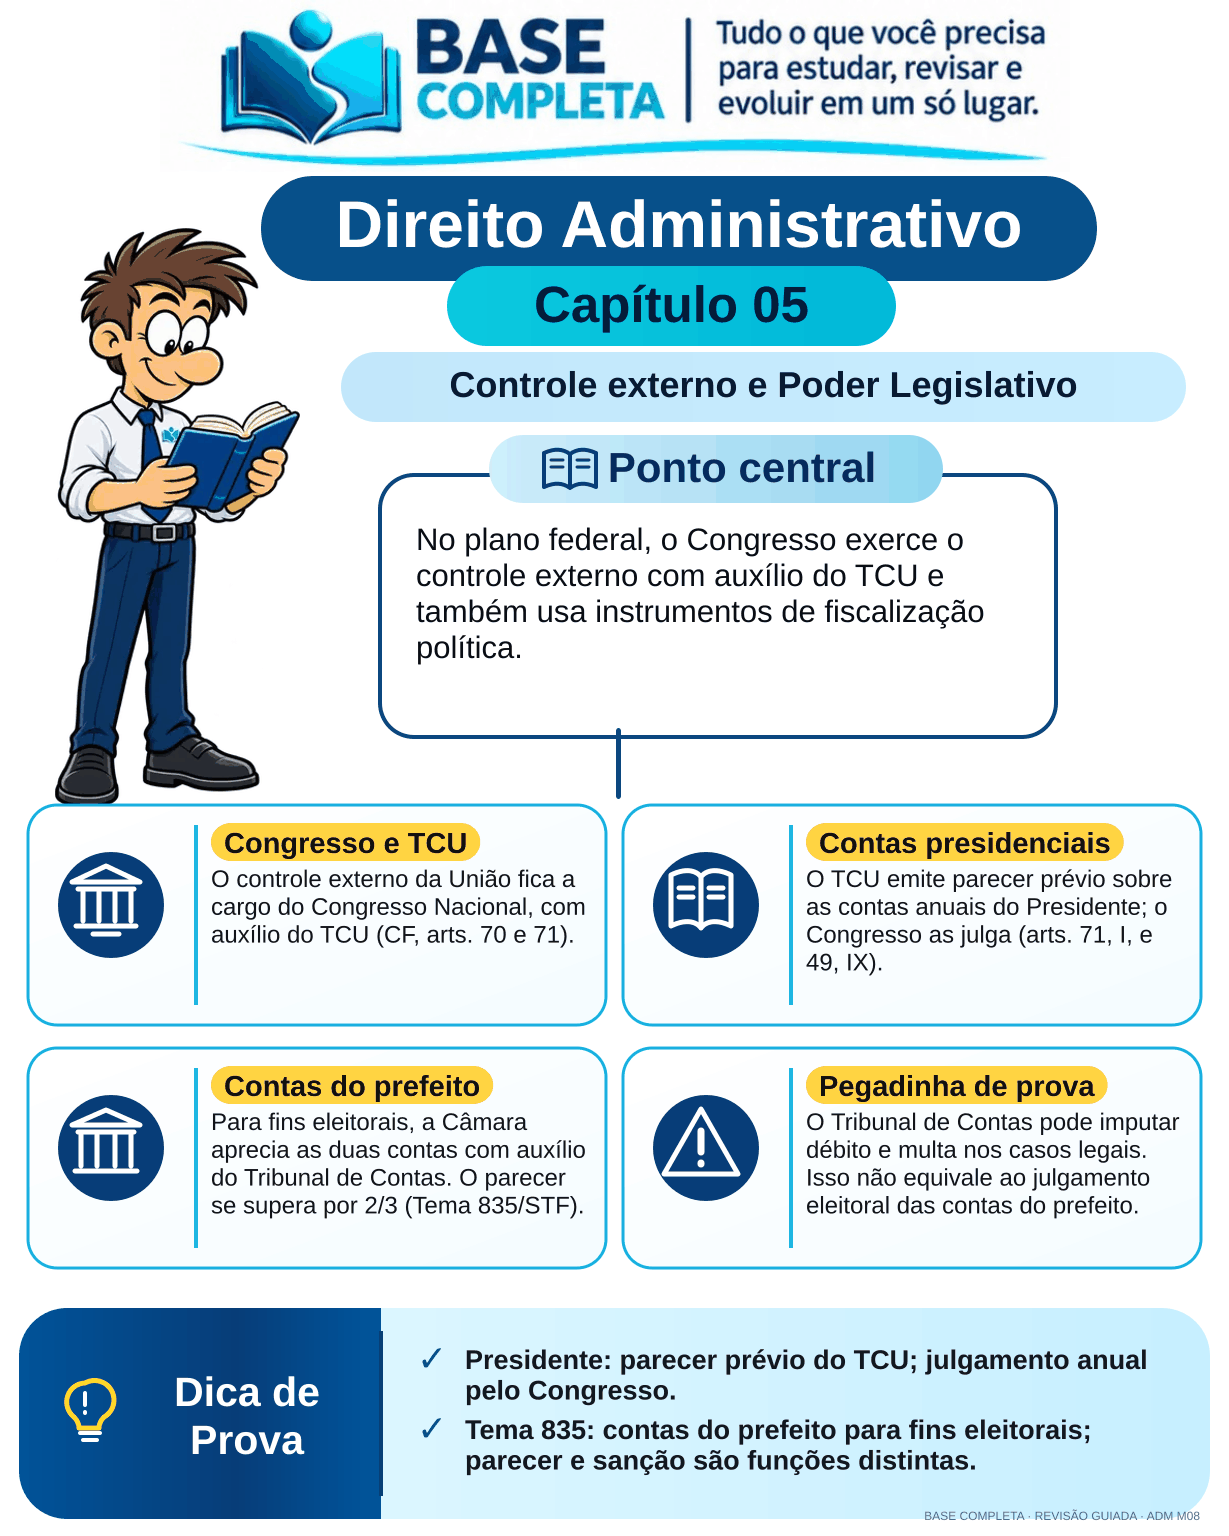 BASE
COMPLETA
Tudo o que você precisa
para estudar, revisar e
evoluir em um só lugar.
Direito Administrativo
Capítulo 05
Controle externo e Poder Legislativo
Ponto central
No plano federal, o Congresso exerce o
controle externo com auxílio do TCU e
também usa instrumentos de fiscalização
política.
Congresso e TCU
O controle externo da União fica a
cargo do Congresso Nacional, com
auxílio do TCU (CF, arts. 70 e 71).
Contas presidenciais
O TCU emite parecer prévio sobre
as contas anuais do Presidente; o
Congresso as julga (arts. 71, I, e
49, IX).
Contas do prefeito
Para fins eleitorais, a Câmara
aprecia as duas contas com auxílio
do Tribunal de Contas. O parecer
se supera por 2/3 (Tema 835/STF).
Pegadinha de prova
O Tribunal de Contas pode imputar
débito e multa nos casos legais.
Isso não equivale ao julgamento
eleitoral das contas do prefeito.
Dica de
Prova
✓ Presidente: parecer prévio do TCU; julgamento anual
pelo Congresso.
✓ Tema 835: contas do prefeito para fins eleitorais;
parecer e sanção são funções distintas.
BASE COMPLETA · REVISÃO GUIADA · ADM M08